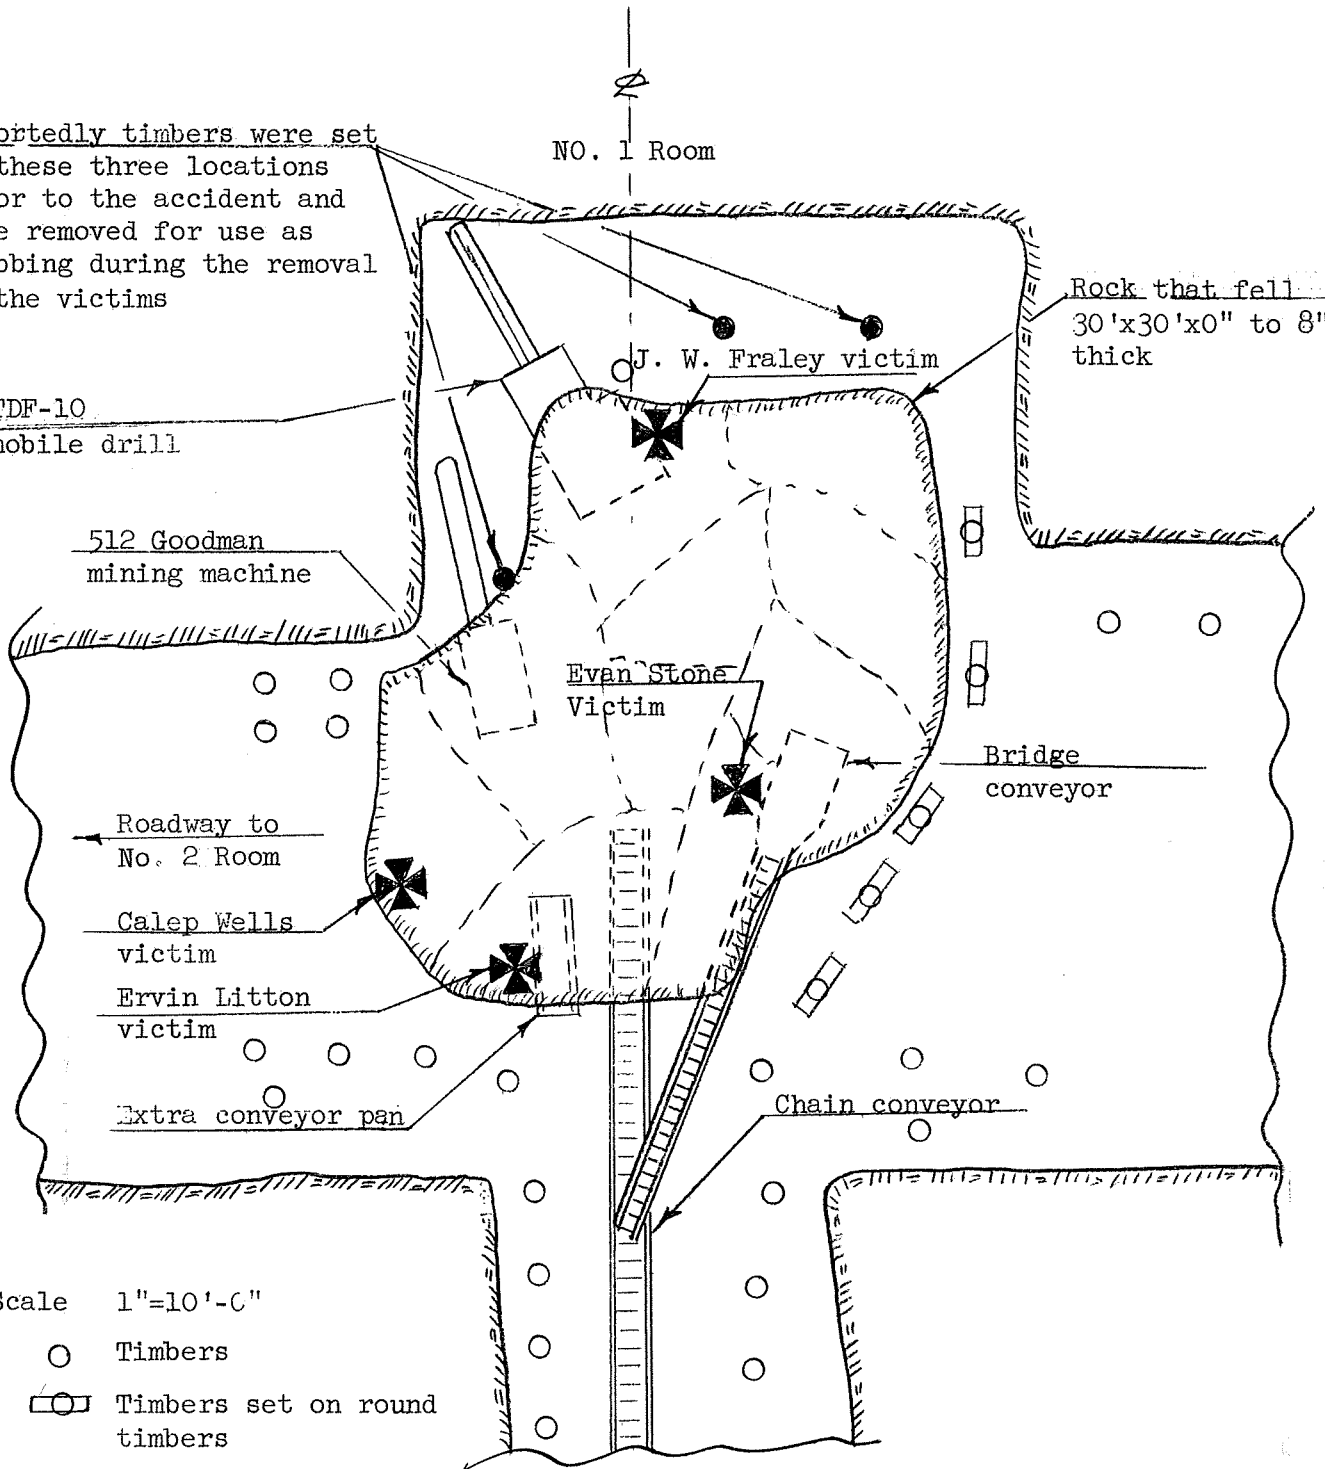 NO. 1 Room
ortedly timbers were set
these three locations
or to the accident and
e removed for use as
bbing during the removal
the victims
Rock that fell
30'x30'x0" to 8"
thick
J. W. Fraley victim
TDF-10
mobile drill
512 Goodman
mining machine
Evan Stone
Victim
Bridge
conveyor
Roadway to
No. 2 Room
Calep Wells
victim
Ervin Litton
victim
Extra conveyor pan
Chain conveyor
Scale 1"=10'-0"
Timbers
Timbers set on round
timbers